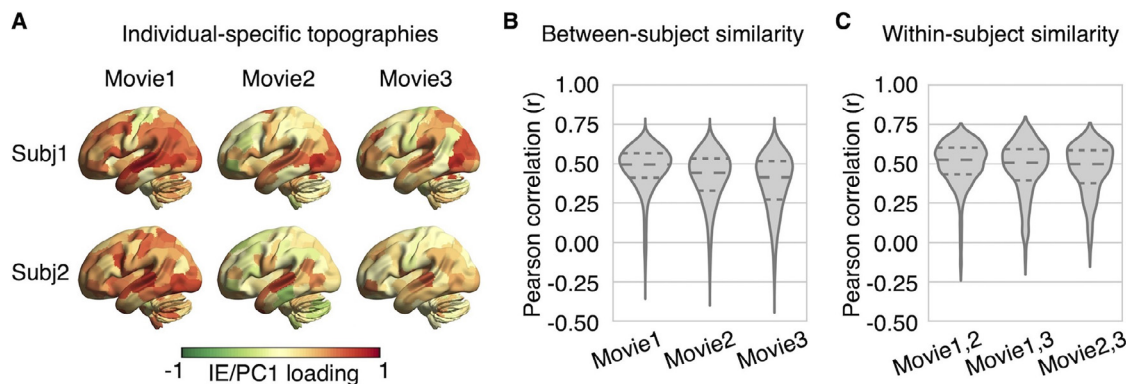 A
Individual-specific topographies
Movie1 Movie2 Movie3
Subj1
Subj2
-1 IE/PC1 loading 1
B
Between-subject similarity
Pearson correlation (r)
1.00
0.75
0.50
0.25
0.00
-0.25
-0.50
Movie1 Movie2 Movie3
C
Within-subject similarity
Pearson correlation (r)
1.00
0.75
0.50
0.25
0.00
-0.25
-0.50
Movie1,2 Movie1,3 Movie2,3